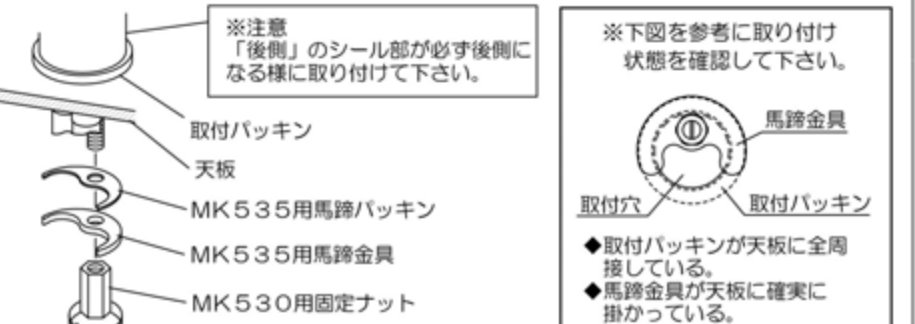 ※注意
「後側」のシール部が必ず後側に
なる様に取り付けて下さい。
取付パッキン
天板
MK535用馬蹄パッキン
MK535用馬蹄金具
MK530用固定ナット
※下図を参考に取り付け
状態を確認して下さい。
馬蹄金具
取付穴
取付パッキン
◆取付パッキンが天板に全周
接している。
◆馬蹄金具が天板に確実に
掛かっている。